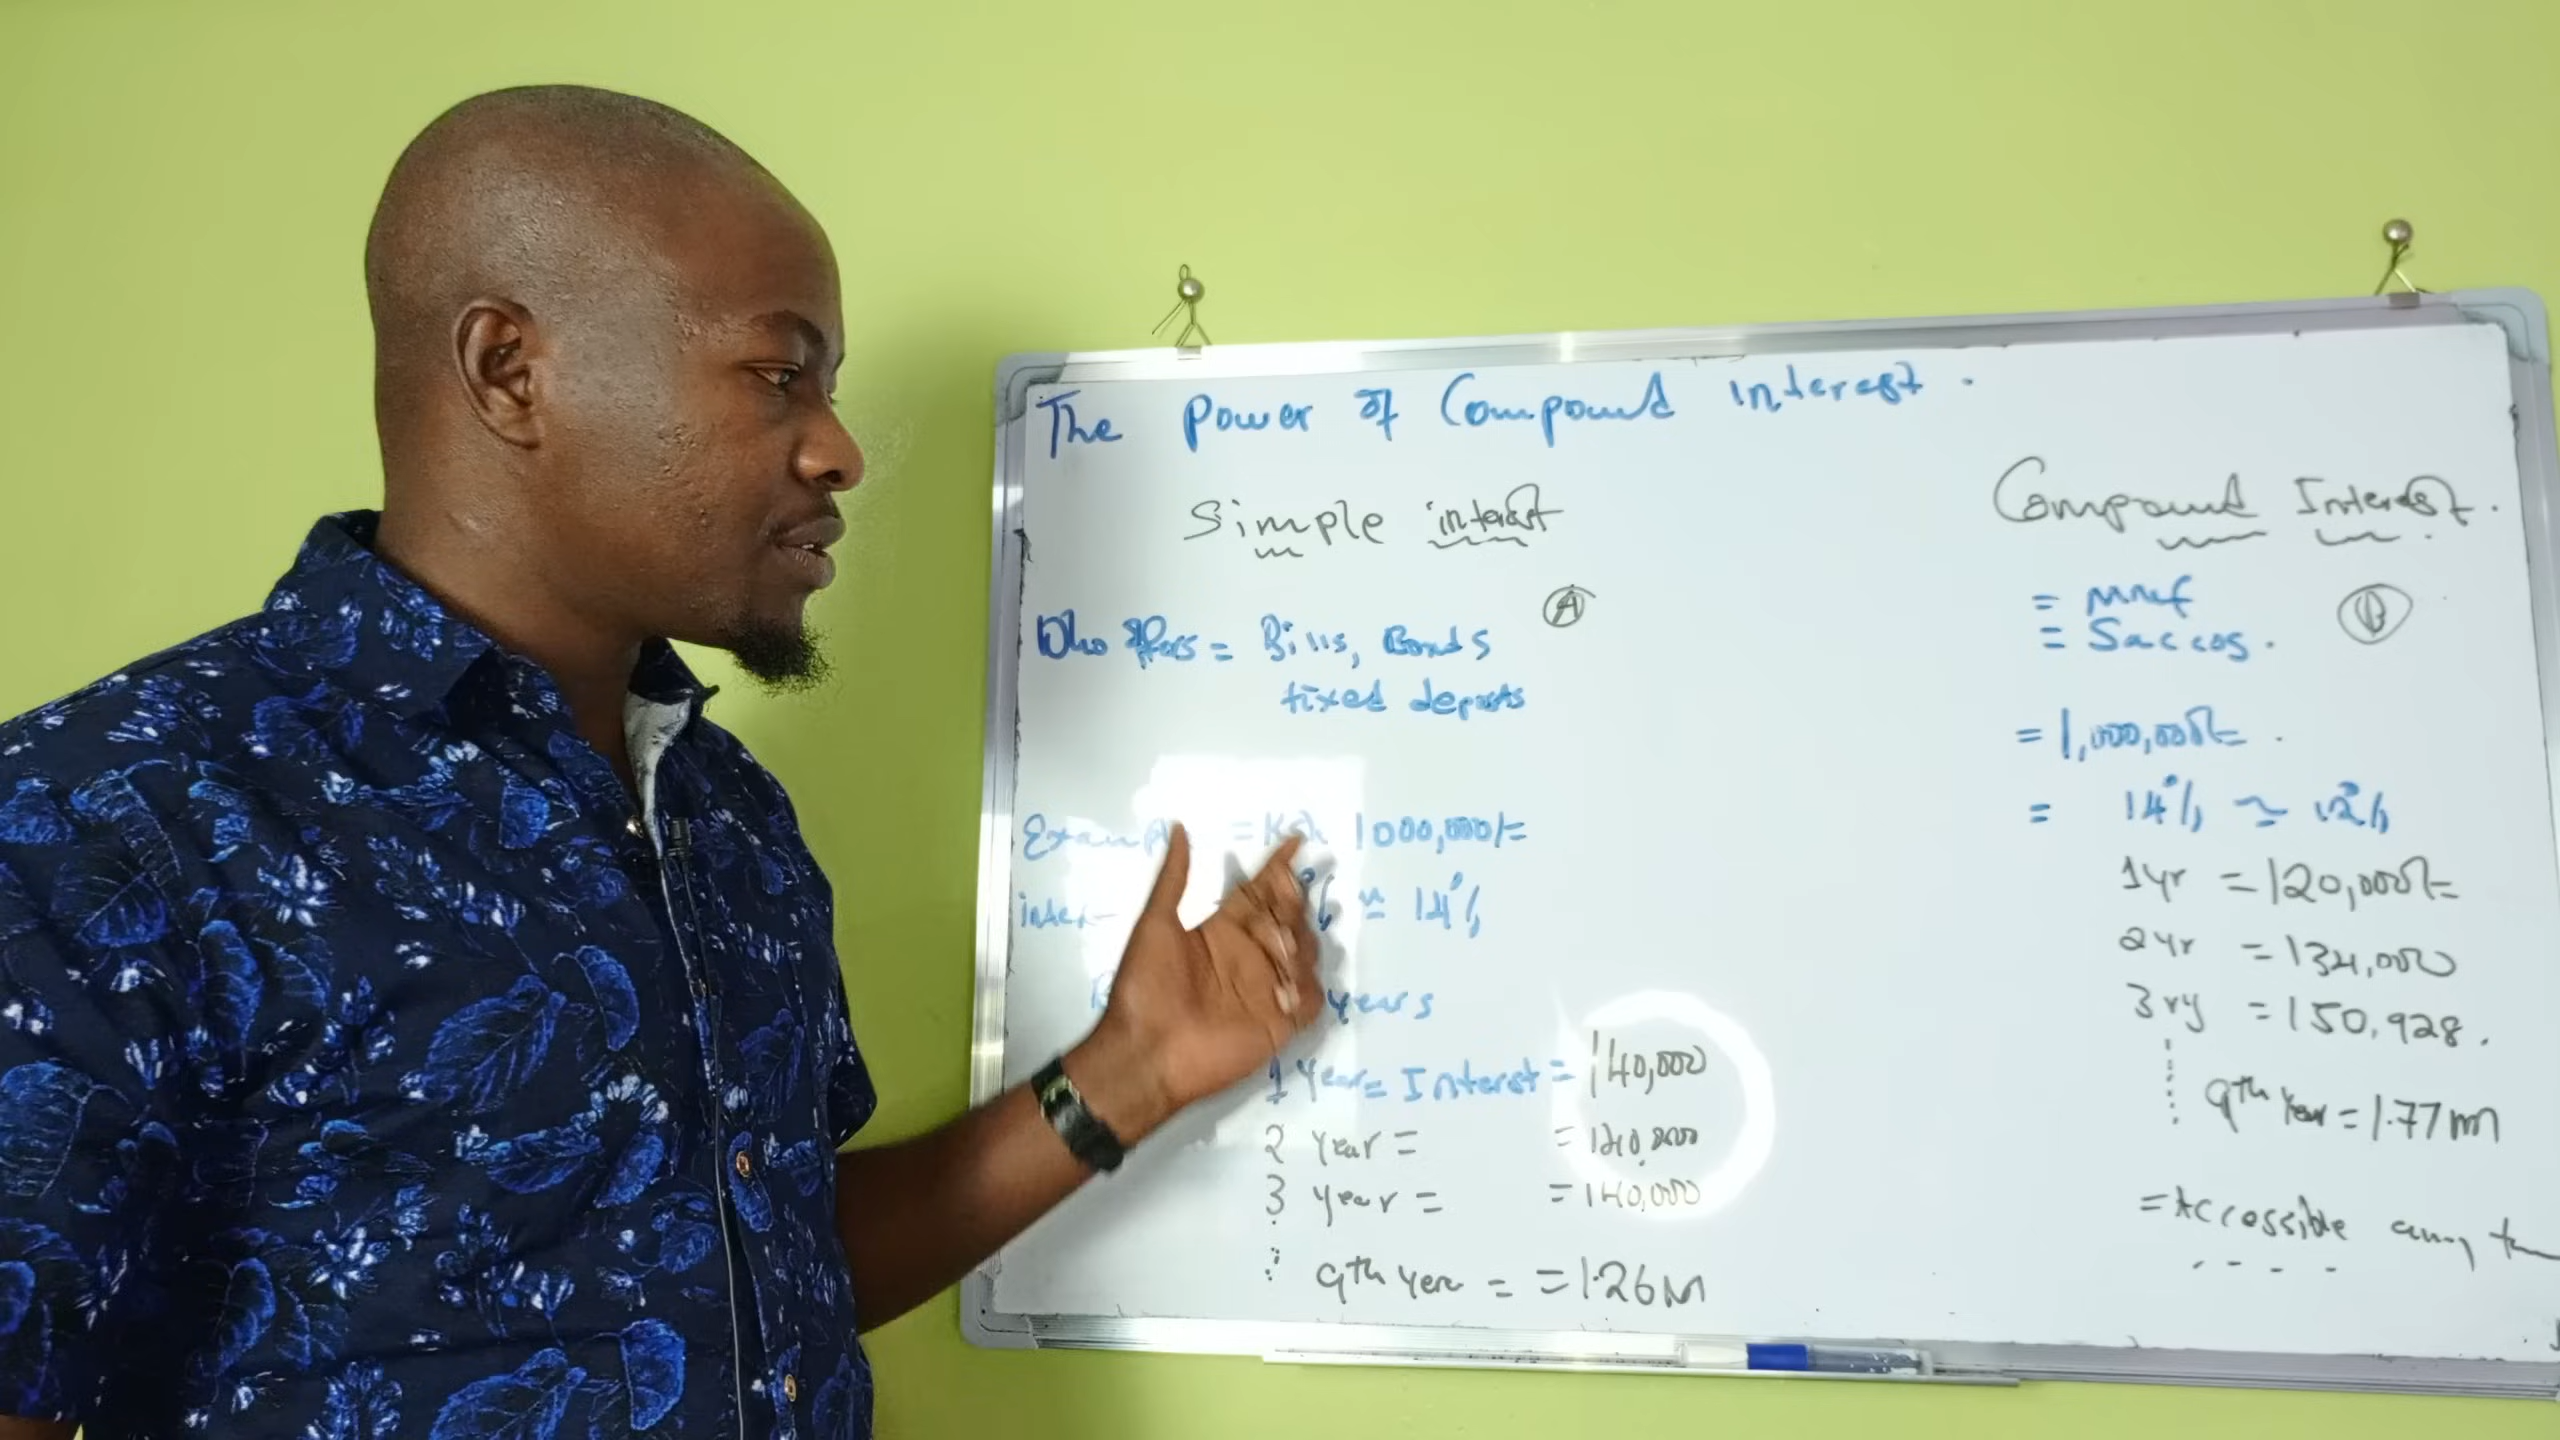 The Power of Compound interest.
Simple interest
A
Who offers = Bills, Bonds
fixed deposits
= Ksh 1000,000/=
% ≈ 14%
years
1 Year = Interst = 140,000
2 Year = = 140,000
3 Year = = 140,000
9th Year = = 1.26M
Compound Interest.
= MMf
= Saccos.
B
= 1,000,000/= .
= 14% ≈ 12%
1yr = 120,000/=
2yr = 134,000
3ry = 150,928.
9th Year = 1.77m
= Accessible any